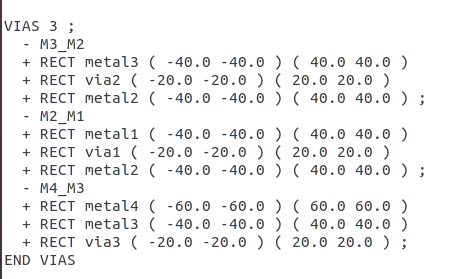 VIAS 3 ;
- M3_M2
+ RECT metal3 ( -40.0 -40.0 ) ( 40.0 40.0 )
+ RECT via2 ( -20.0 -20.0 ) ( 20.0 20.0 )
+ RECT metal2 ( -40.0 -40.0 ) ( 40.0 40.0 ) ;
- M2_M1
+ RECT metal1 ( -40.0 -40.0 ) ( 40.0 40.0 )
+ RECT via1 ( -20.0 -20.0 ) ( 20.0 20.0 )
+ RECT metal2 ( -40.0 -40.0 ) ( 40.0 40.0 ) ;
- M4_M3
+ RECT metal4 ( -60.0 -60.0 ) ( 60.0 60.0 )
+ RECT metal3 ( -40.0 -40.0 ) ( 40.0 40.0 )
+ RECT via3 ( -20.0 -20.0 ) ( 20.0 20.0 ) ;
END VIAS